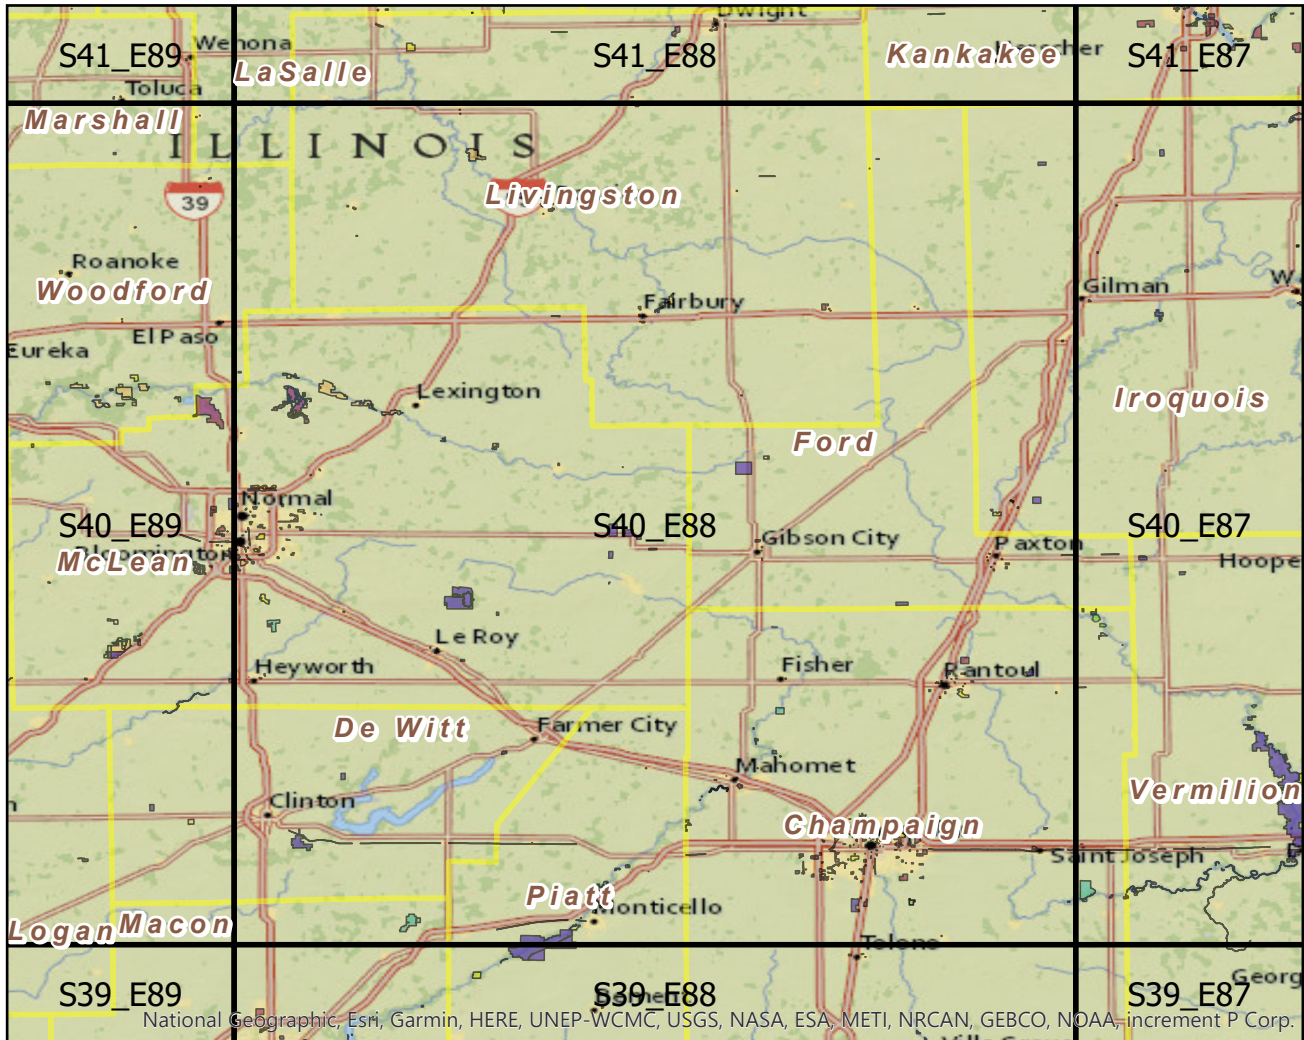 Dwight
Wenona
S41_E89
LaSalle
S41_E88
Kankakee
S41_E87
Toluca
Marshall
ILLINOIS
39
Livingston
Roanoke
Woodford
Fairbury
Gilman
El Paso
Eureka
Lexington
Iroquois
Ford
Normal
S40_E89
S40_E88
S40_E87
Gibson City
Paxton
Bloomington
McLean
Hoope
Le Roy
Heyworth
Fisher
Rantoul
De Witt
Farmer City
Mahomet
Vermilion
Clinton
Champaign
Saint Joseph
Piatt
Monticello
Logan
Macon
Tolono
Georg
S39_E89
S39_E88
S39_E87
National Geographic, Esri, Garmin, HERE, UNEP-WCMC, USGS, NASA, ESA, METI, NRCAN, GEBCO, NOAA, increment P Corp.